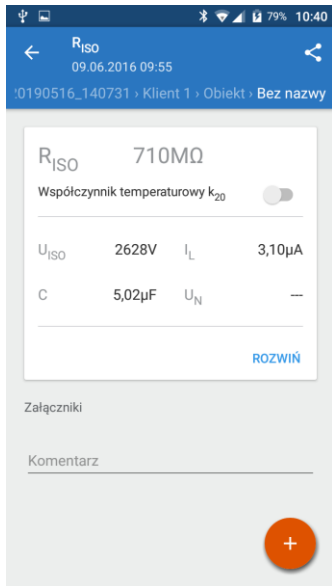 79% 10:40
RISO
09.06.2016 09:55
20190516_140731 › Klient 1 › Obiekt › Bez nazwy
RISO 710MΩ
Współczynnik temperaturowy k20
UISO 2628V IL 3,10µA
C 5,02µF UN ---
ROZWIŃ
Załączniki
Komentarz
+